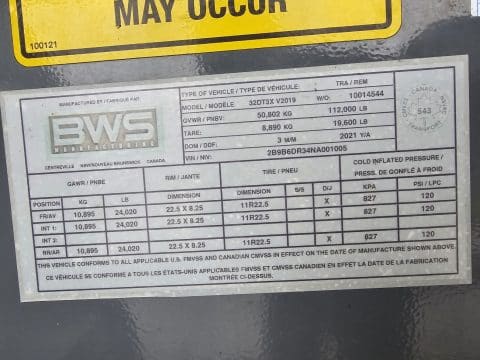 MAY OCCUR
100121
MANUFACTURED BY / FABRIQUÉ PAR:
BWS
MANUFACTURING
CENTREVILLE NEW/NOUVEAU BRUNSWICK CANADA
TYPE OF VEHICLE / TYPE DE VÉHICULE: TRA / REM
MODEL / MODÈLE: 32DT3X V2019 W/O: 10014544
GVWR / PNBV: 50,802 KG 112,000 LB
TARE: 8,890 KG 19,600 LB
DOM / DDF: 3 M/M 2021 Y/A
VIN / NIV: 2B9B6DR34NA001005
CANADA
543
TRANSPORT
CMVSS NSVAC
GAWR / PNBE RIM / JANTE TIRE / PNEU COLD INFLATED PRESSURE / PRESS. DE GONFLÉ A FROID
POSITION KG LB DIMENSION DIMENSION S/S D/J KPA PSI / LPC
FR/AV 10,895 24,020 22.5 X 8.25 11R22.5 X 827 120
INT 1: 10,895 24,020 22.5 X 8.25 11R22.5 X 827 120
INT 2:
RR/AR 10,895 24,020 22.5 X 8.25 11R22.5 X 827 120
THIS VEHICLE CONFORMS TO ALL APPLICABLE U.S. FMVSS AND CANADIAN CMVSS IN EFFECT ON THE DATE OF MANUFACTURE SHOWN ABOVE.
CE VÉHICULE SE CONFORME A TOUS LES ÉTATS-UNIS APPLICABLES FMVSS ET CMVSS CANADIEN EN EFFET LA DATE DE LA FABRICATION
MONTRÉE CI-DESSUS.